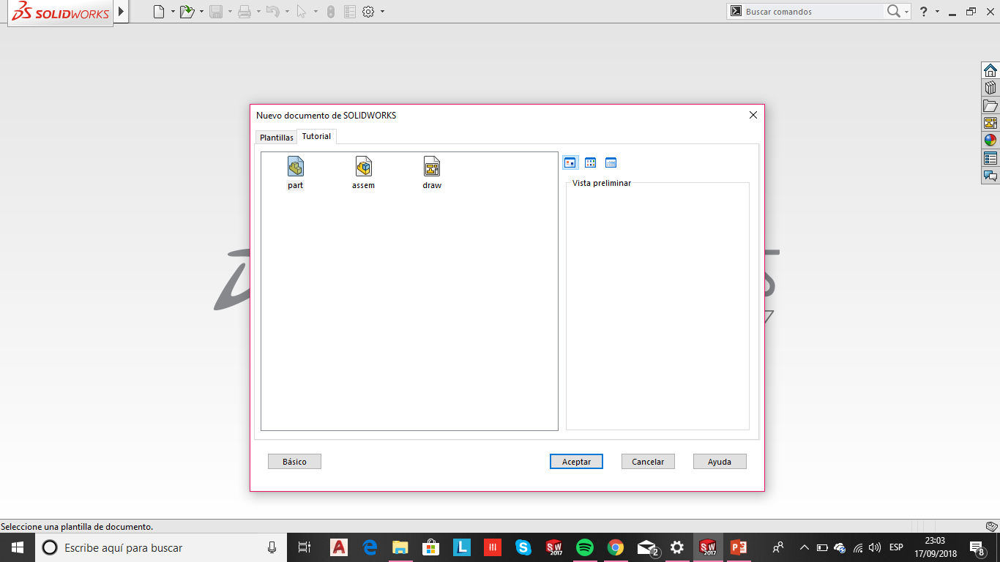 SOLIDWORKS
Buscar comandos
?
Nuevo documento de SOLIDWORKS
Plantillas
Tutorial
part
assem
draw
Vista preliminar
Básico
Aceptar
Cancelar
Ayuda
Seleccione una plantilla de documento.
Escribe aquí para buscar
A
e
L
S
SW
2017
2
SW
2017
P
ESP
23:03
17/09/2018
8